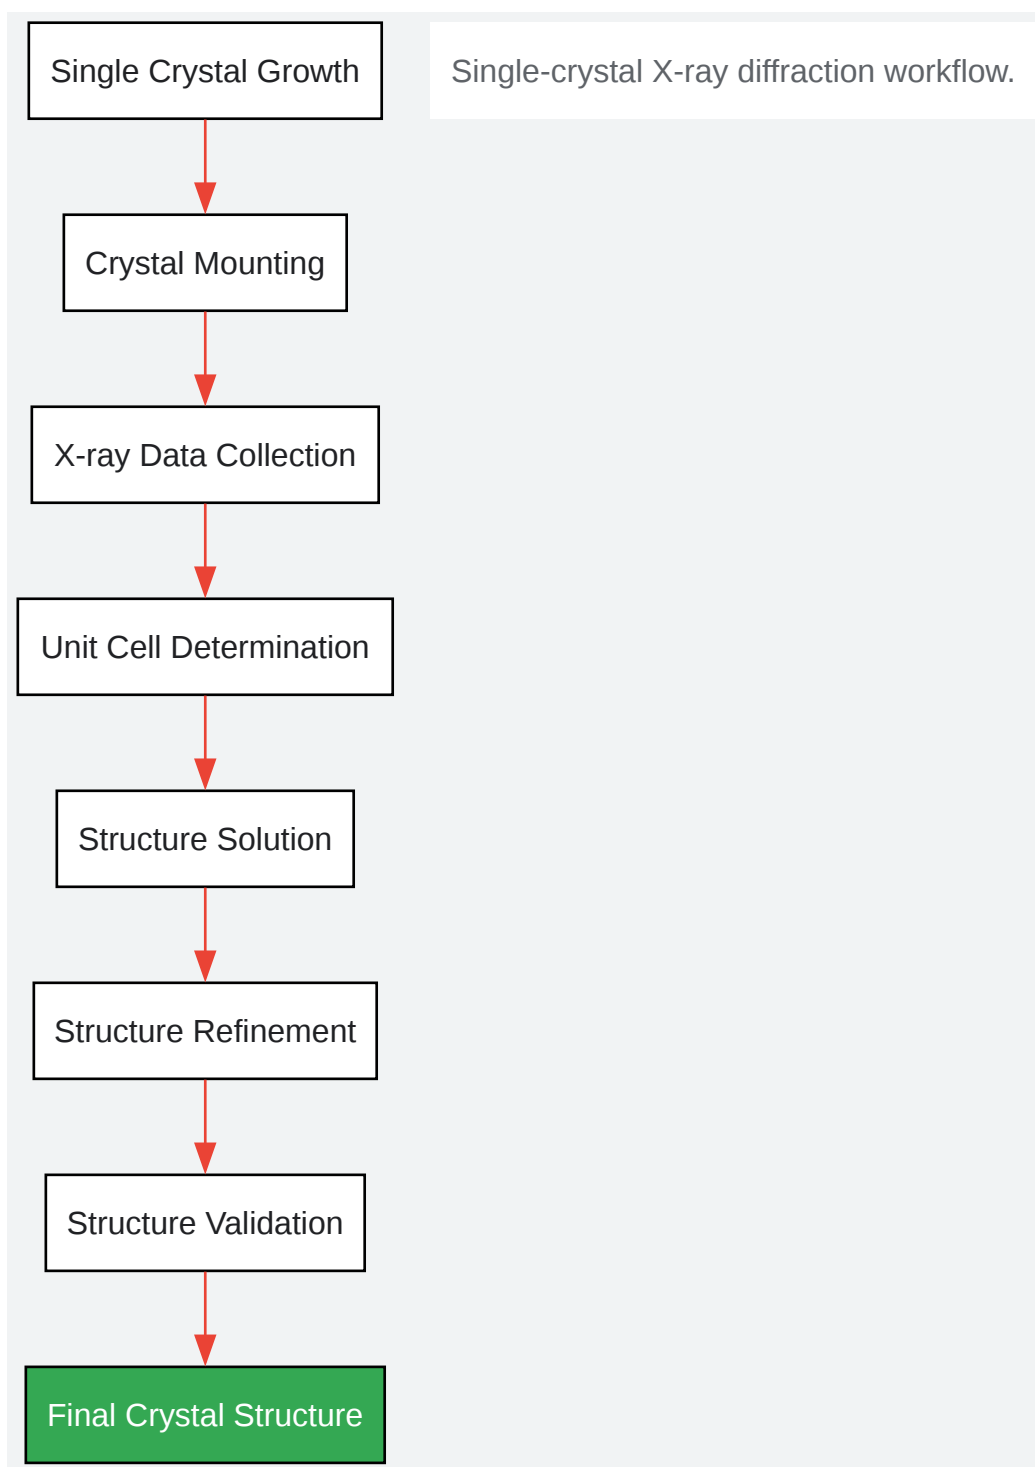 Single Crystal Growth
Single-crystal X-ray diffraction workflow.
Crystal Mounting
X-ray Data Collection
Unit Cell Determination
Structure Solution
Structure Refinement
Structure Validation
Final Crystal Structure